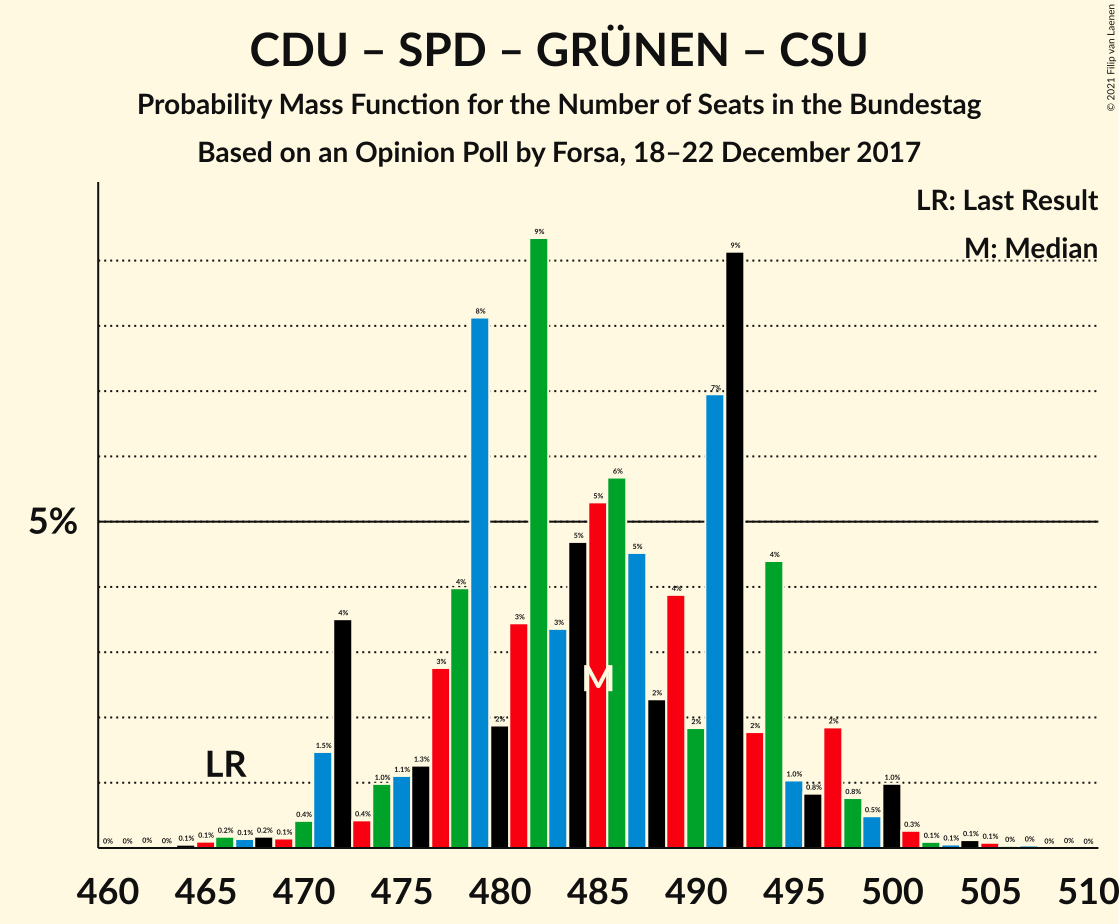 CDU – SPD – GRÜNEN – CSU
Probability Mass Function for the Number of Seats in the Bundestag
Based on an Opinion Poll by Forsa, 18–22 December 2017
© 2021 Filip van Laenen
LR: Last Result
M: Median
5%
LR
M
0% 0% 0% 0% 0.1% 0.1% 0.2% 0.1% 0.2% 0.1% 0.4% 1.5% 4% 0.4% 1.0% 1.1% 1.3% 3% 4% 8% 2% 3% 9% 3% 5% 5% 6% 5% 2% 4% 2% 7% 9% 2% 4% 1.0% 0.8% 2% 0.8% 0.5% 1.0% 0.3% 0.1% 0.1% 0.1% 0.1% 0% 0% 0% 0% 0%
460 465 470 475 480 485 490 495 500 505 510